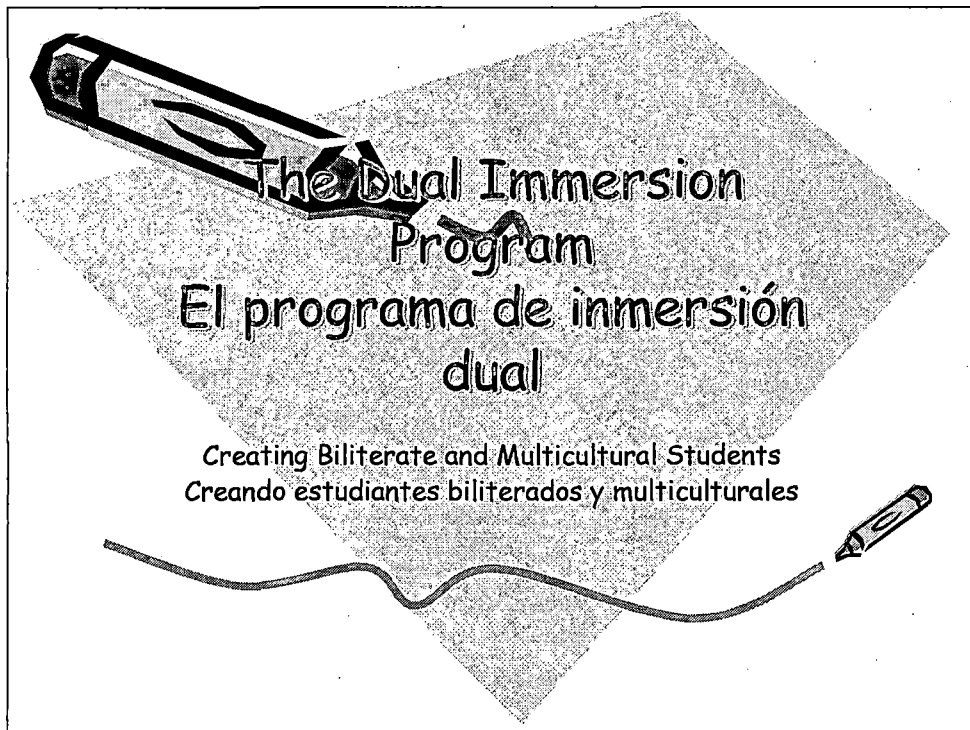 The Dual Immersion
Program
El programa de inmersión
dual
Creating Biliterate and Multicultural Students
Creando estudiantes biliterados y multiculturales